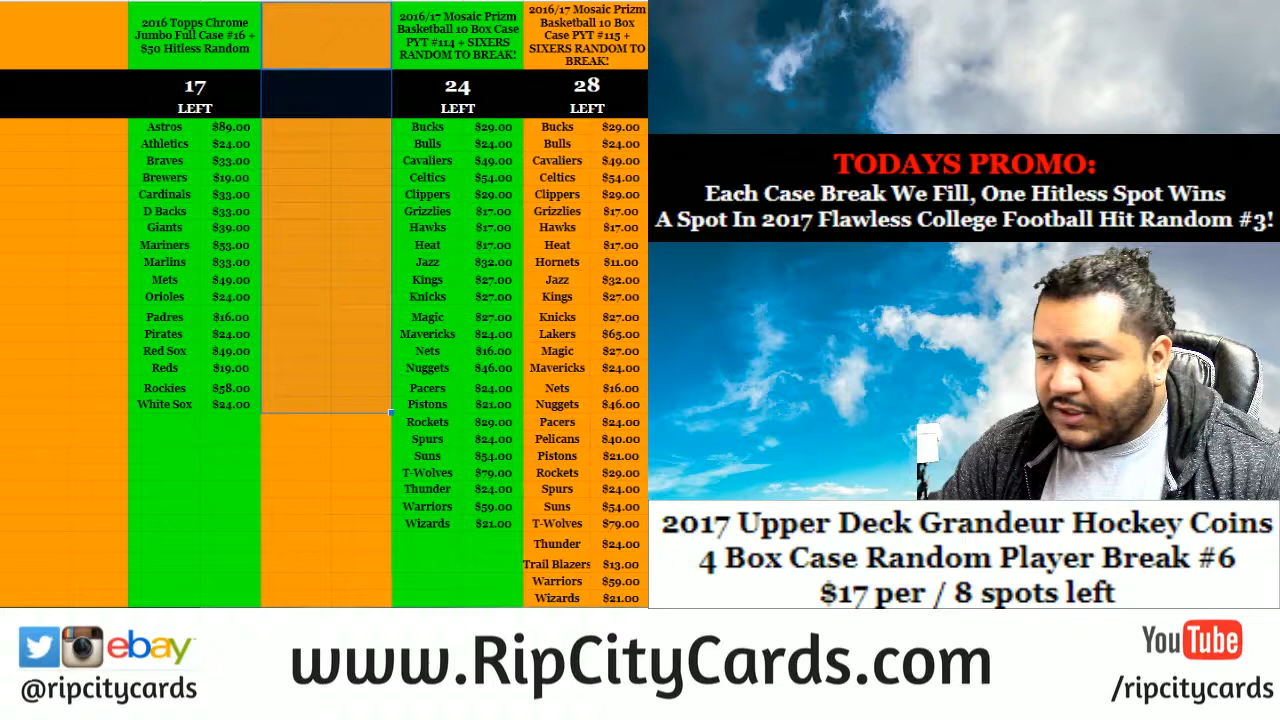 2016 Topps Chrome
Jumbo Full Case #16 +
$50 Hitless Random
17
LEFT
Astros $89.00
Athletics $24.00
Braves $33.00
Brewers $19.00
Cardinals $33.00
D Backs $33.00
Giants $39.00
Mariners $53.00
Marlins $33.00
Mets $49.00
Orioles $24.00
Padres $16.00
Pirates $24.00
Red Sox $49.00
Reds $19.00
Rockies $58.00
White Sox $24.00
2016/17 Mosaic Prizm
Basketball 10 Box Case
PYT #114 + SIXERS
RANDOM TO BREAK!
24
LEFT
Bucks $29.00
Bulls $24.00
Cavaliers $49.00
Celtics $54.00
Clippers $29.00
Grizzlies $17.00
Hawks $17.00
Heat $17.00
Jazz $32.00
Kings $27.00
Knicks $27.00
Magic $27.00
Mavericks $24.00
Nets $16.00
Nuggets $46.00
Pacers $24.00
Pistons $21.00
Rockets $29.00
Spurs $24.00
Suns $54.00
T-Wolves $79.00
Thunder $24.00
Warriors $59.00
Wizards $21.00
2016/17 Mosaic Prizm
Basketball 10 Box
Case PYT #115 +
SIXERS RANDOM TO
BREAK!
28
LEFT
Bucks $29.00
Bulls $24.00
Cavaliers $49.00
Celtics $54.00
Clippers $29.00
Grizzlies $17.00
Hawks $17.00
Heat $17.00
Hornets $11.00
Jazz $32.00
Kings $27.00
Knicks $27.00
Lakers $65.00
Magic $27.00
Mavericks $24.00
Nets $16.00
Nuggets $46.00
Pacers $24.00
Pelicans $40.00
Pistons $21.00
Rockets $29.00
Spurs $24.00
Suns $54.00
T-Wolves $79.00
Thunder $24.00
Trail Blazers $13.00
Warriors $59.00
Wizards $21.00
TODAYS PROMO:
Each Case Break We Fill, One Hitless Spot Wins
A Spot In 2017 Flawless College Football Hit Random #3!
2017 Upper Deck Grandeur Hockey Coins
4 Box Case Random Player Break #6
$17 per / 8 spots left
ebay
@ripcitycards
www.RipCityCards.com
YouTube
/ripcitycards